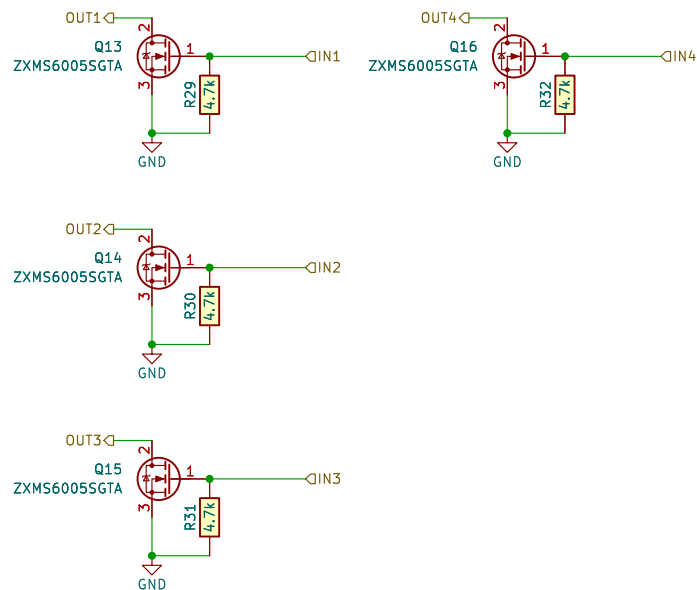 OUT1
2
Q13
ZXMS6005SGTA
1
IN1
R29
4.7k
3
GND
OUT4
2
Q16
ZXMS6005SGTA
1
IN4
R32
4.7k
3
GND
OUT2
2
Q14
ZXMS6005SGTA
1
IN2
R30
4.7k
3
GND
OUT3
2
Q15
ZXMS6005SGTA
1
IN3
R31
4.7k
3
GND